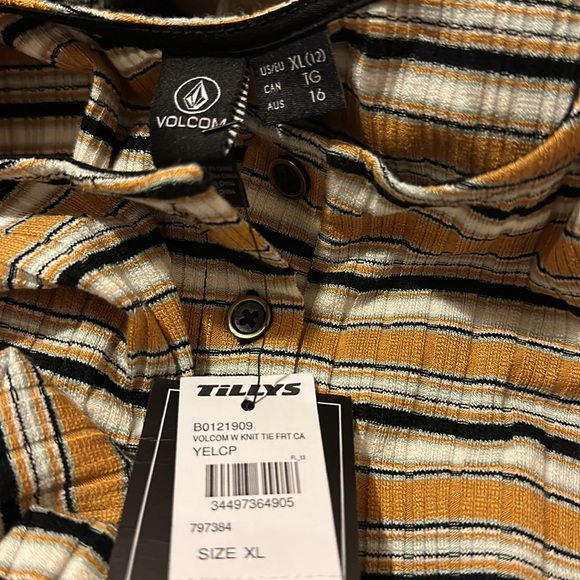 VOLCOM
US/EU XL(12)
CAN TG
AUS 16
TILLYS
B0121909
VOLCOM W KNIT TIE FRT CA
YELCP
FL_13
34497364905
797384
SIZE XL